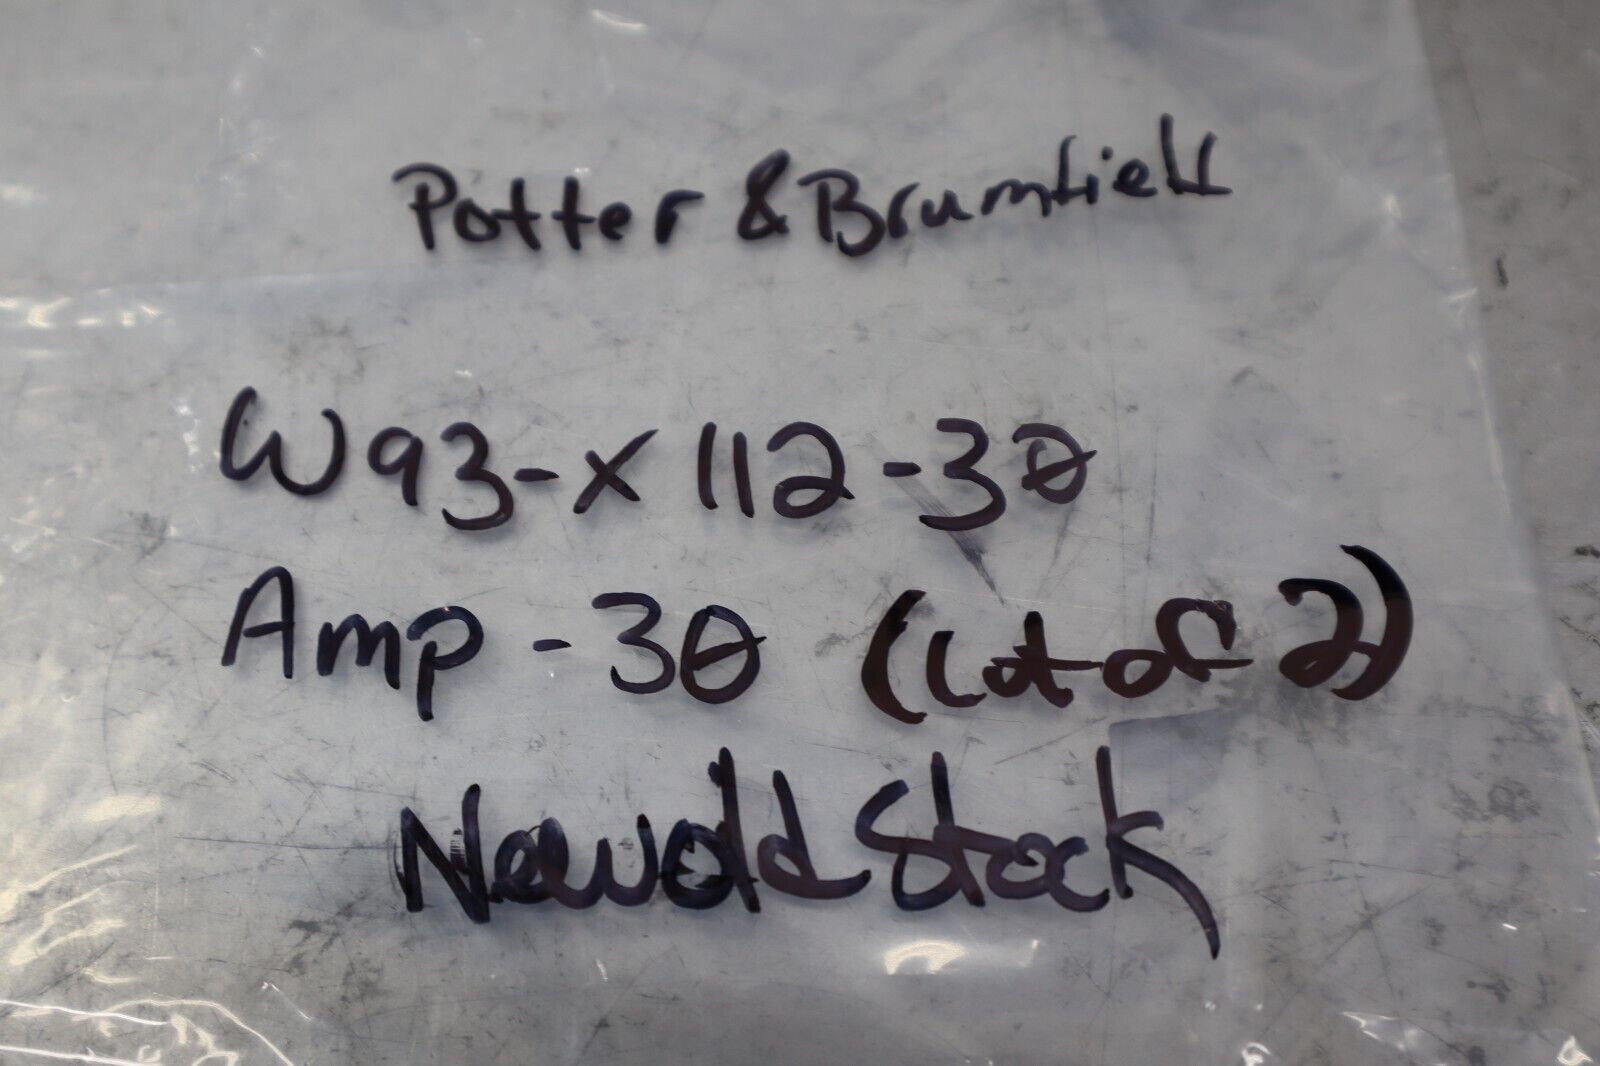 Potter & Brumfield
W93-x112-30
Amp-30 (Lot of 2)
New old Stock